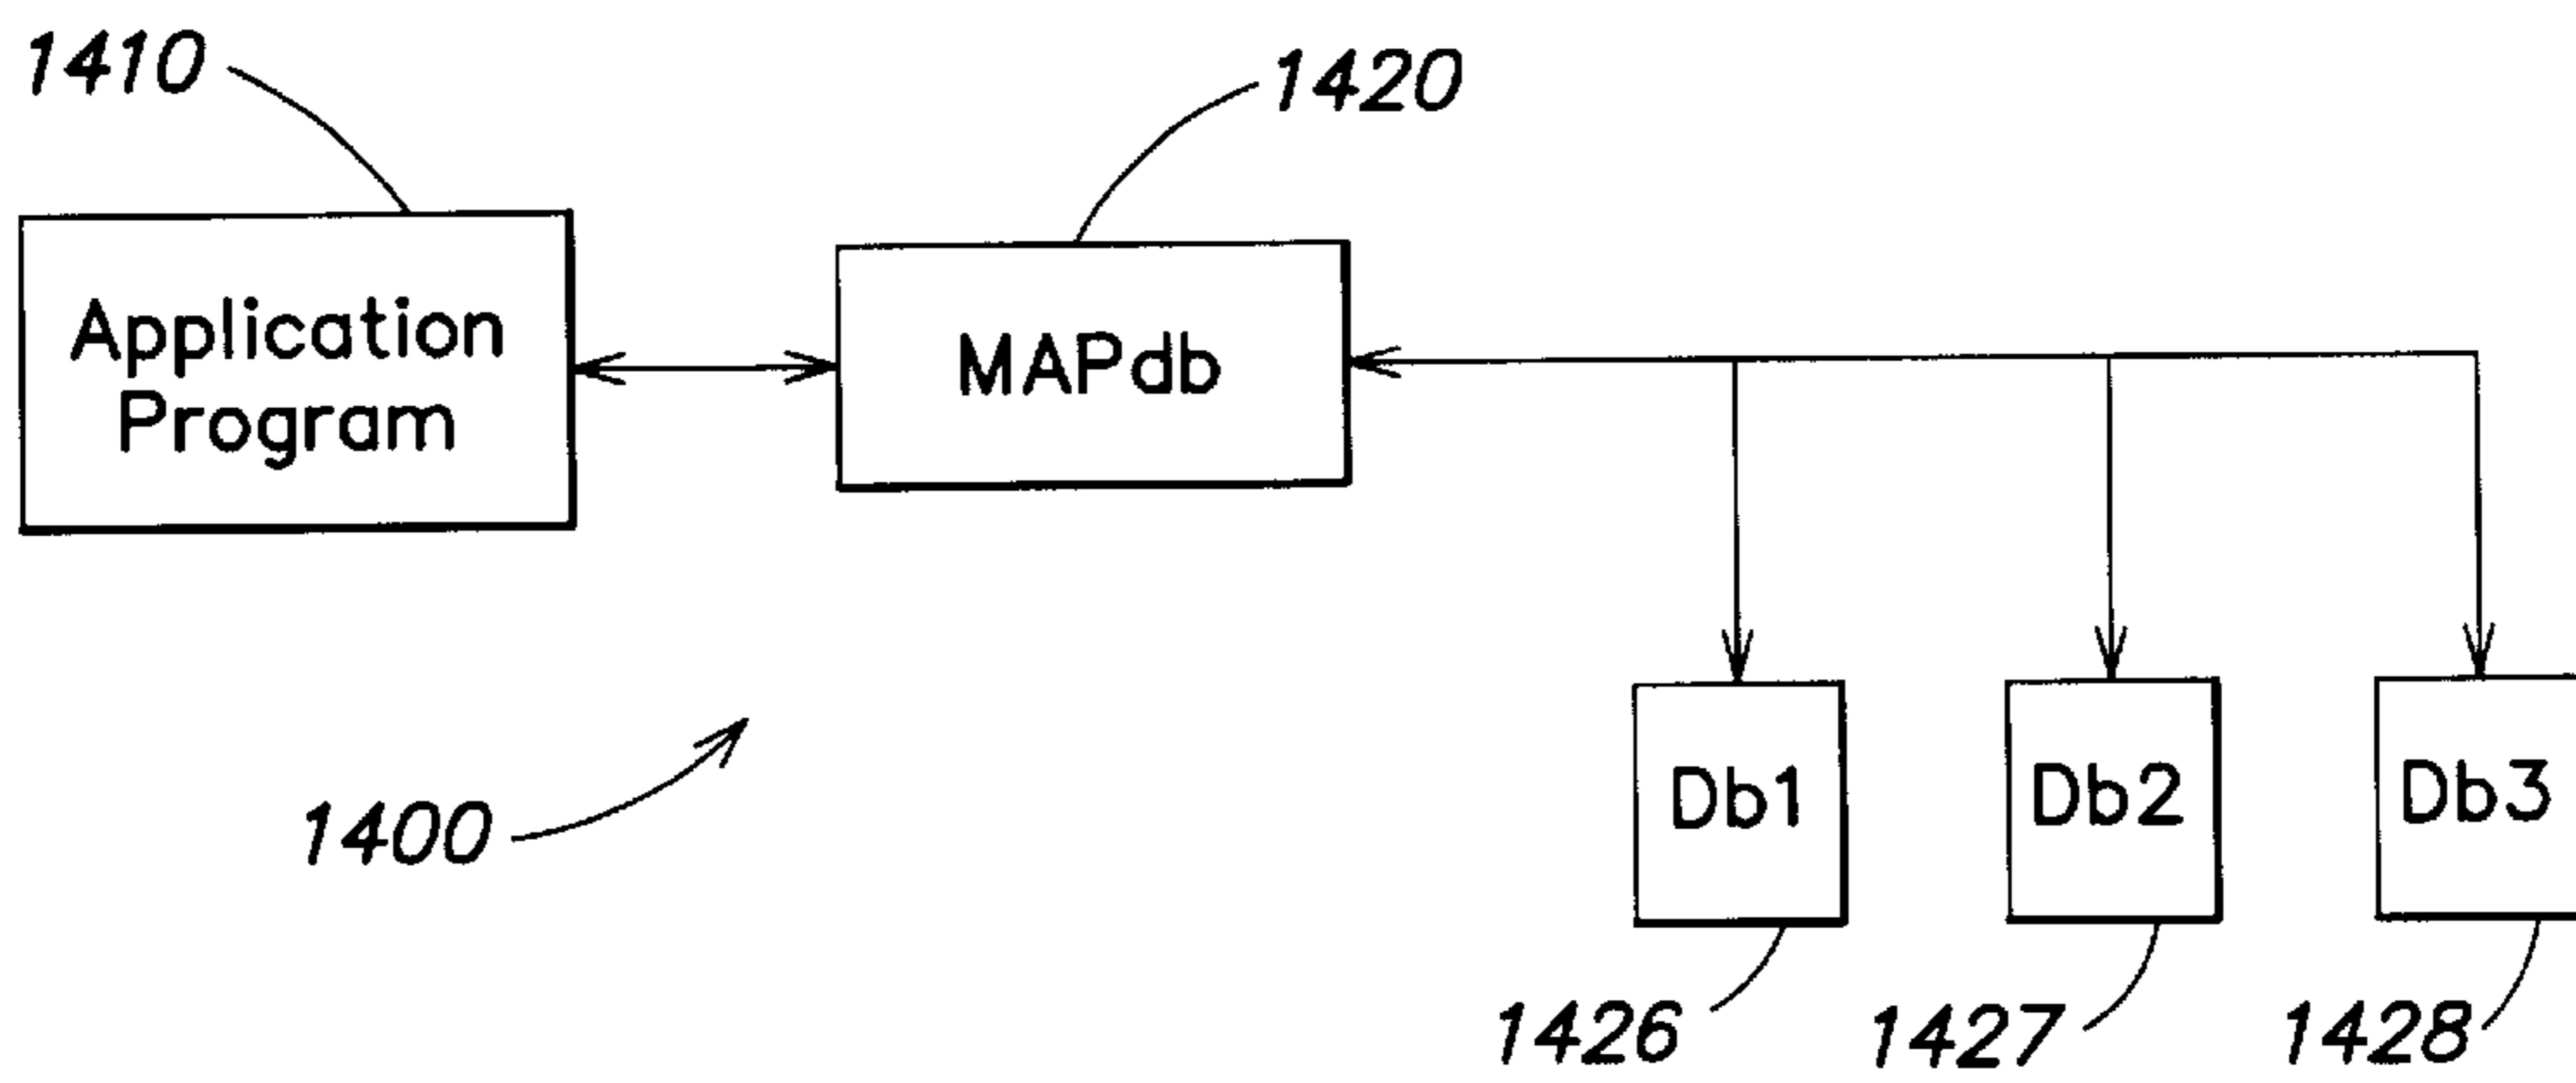 1410
1420
Application
Program
MAPdb
1400
Db1
Db2
Db3
1426
1427
1428